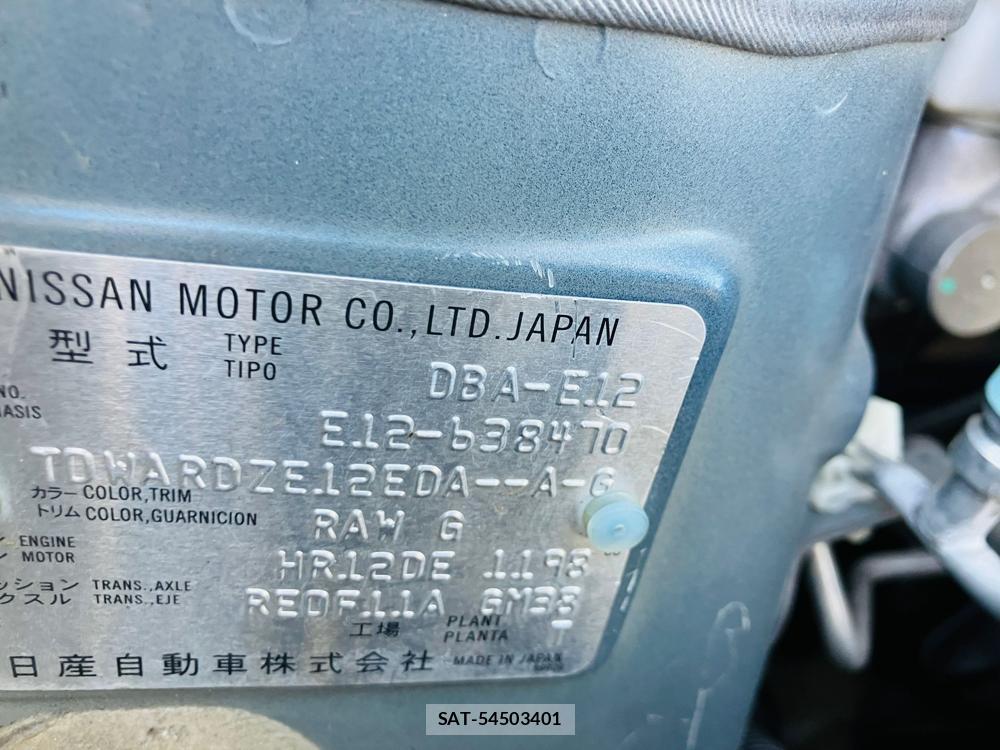 NISSAN MOTOR CO.,LTD.JAPAN
型式 TYPE DBA-E12
TIPO
NO. E12-638470
TDWARDZE12EDA--A-G
カラー COLOR,TRIM RAW G
トリム COLOR,GUARNICION
ENGINE HR12DE 1198
MOTOR
TRANS.,AXLE RE0F11A GM38
TRANS.,EJE
工場 PLANT T
PLANTA
日産自動車株式会社 MADE IN JAPAN
SAT-54503401